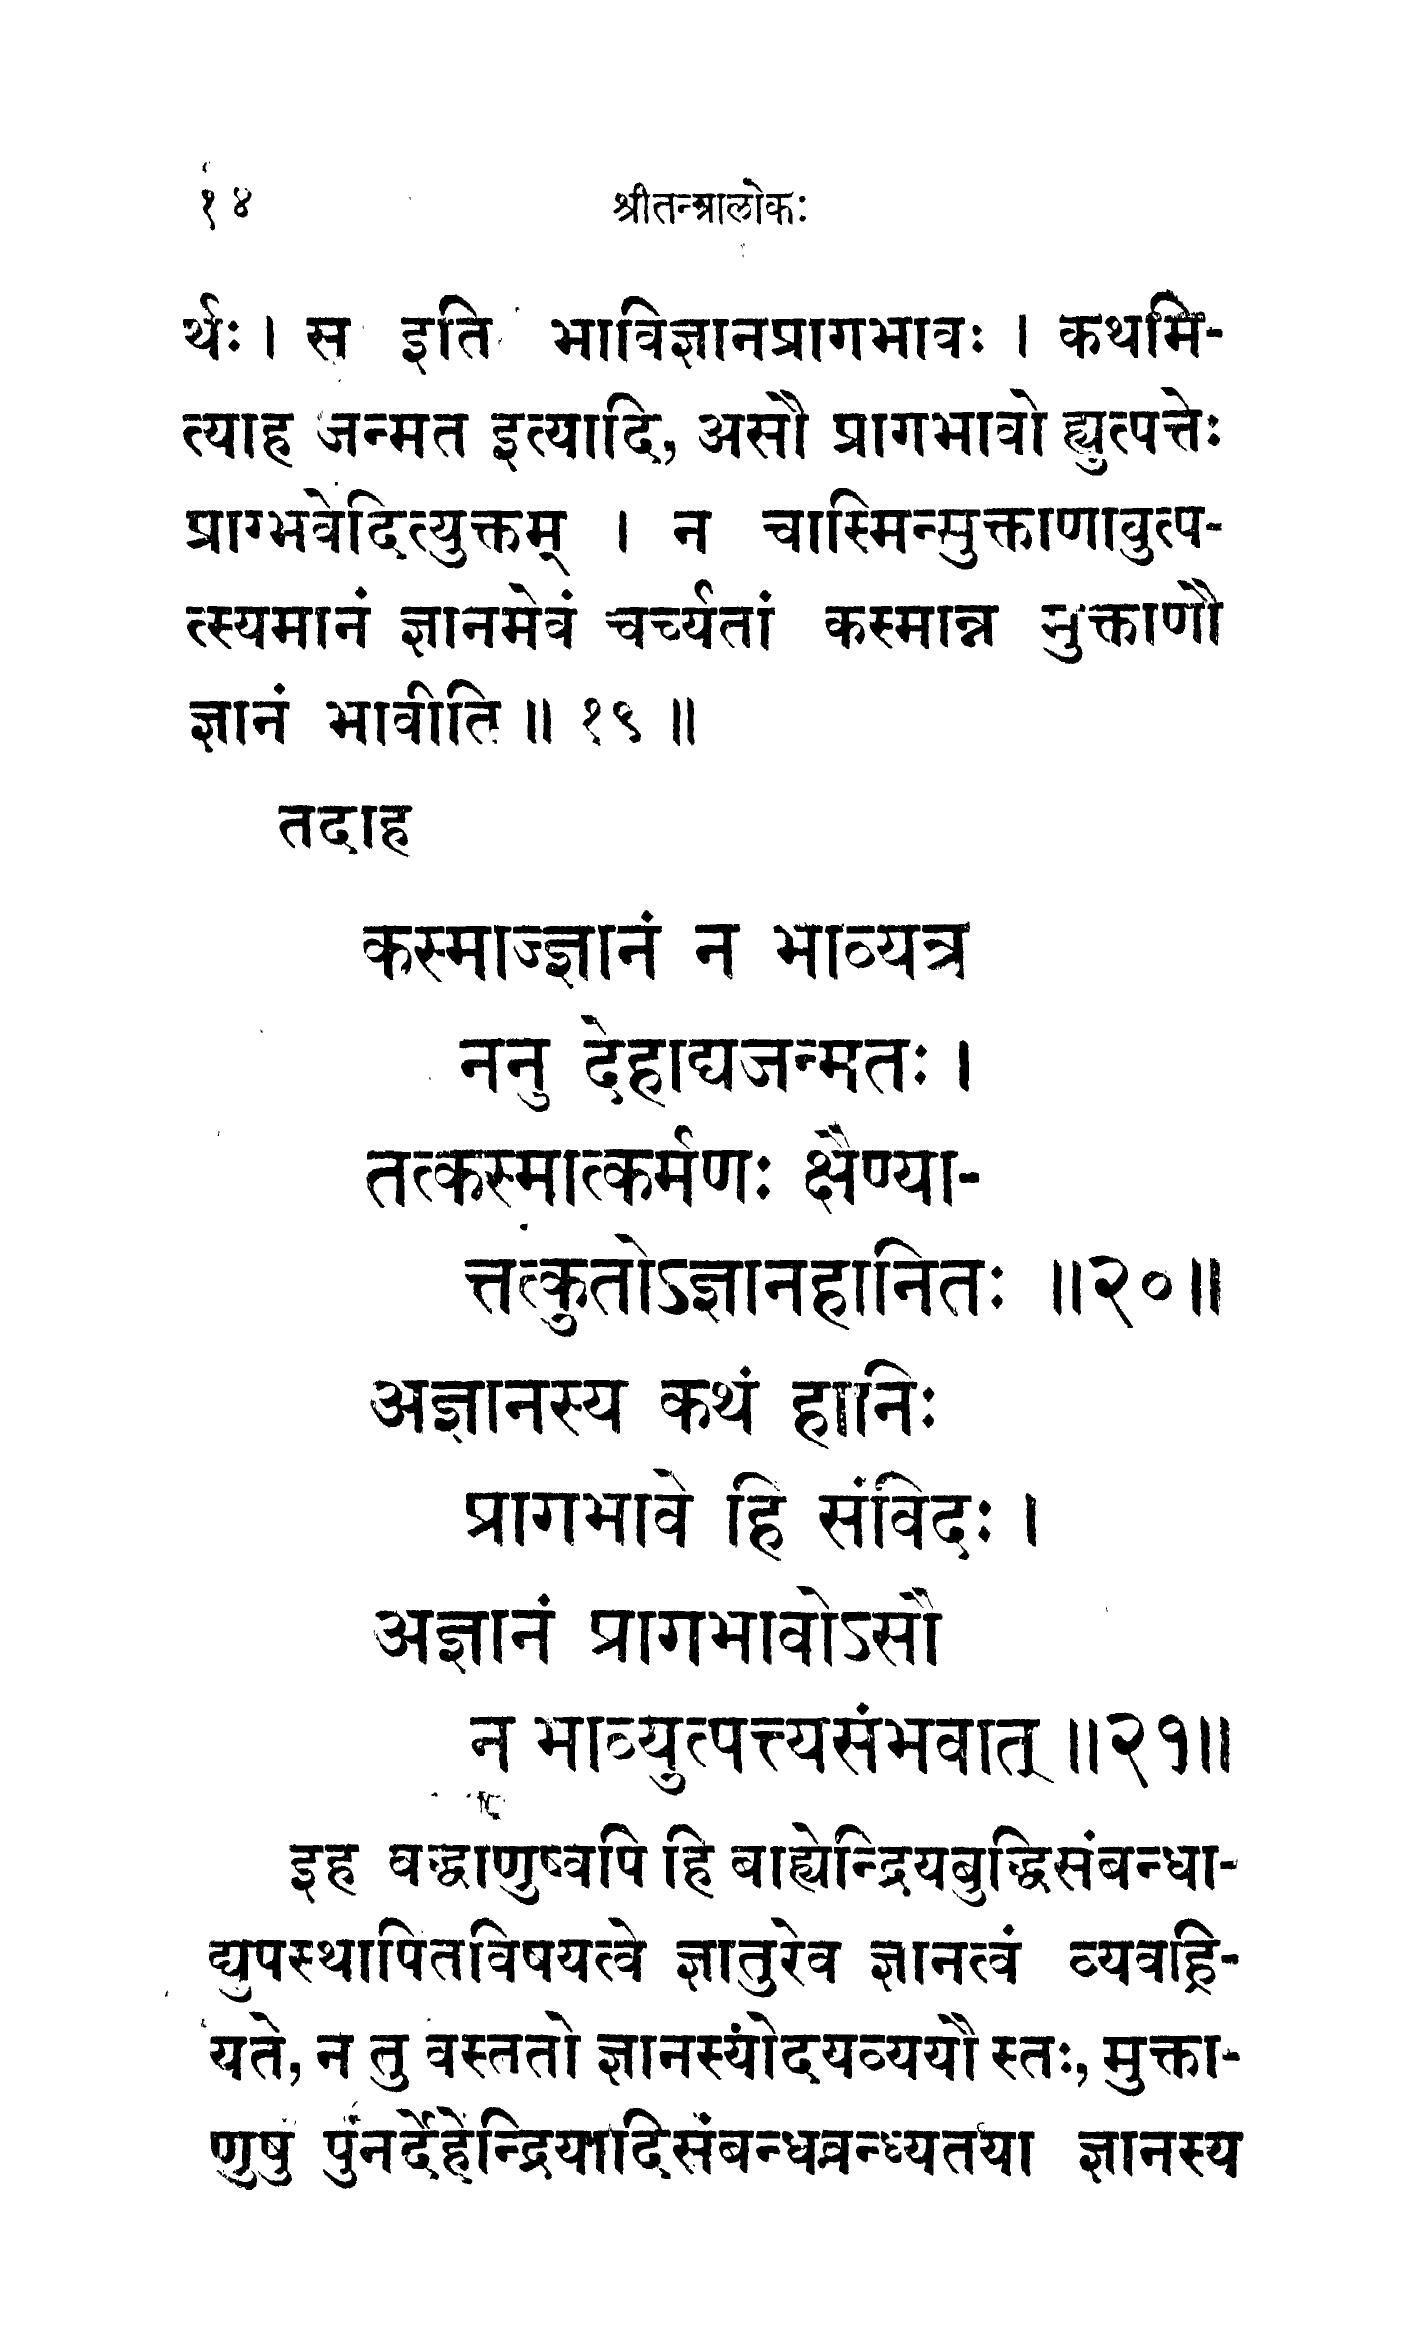 १४ श्रीतन्त्रालोकः
र्थः । स इति भाविज्ञानप्रागभावः । कथमि-
त्याह जन्मत इत्यादि, असौ प्रागभावो ह्युत्पत्तेः
प्राग्भवेदित्युक्तम् । न चास्मिन्मुक्ताणावुत्प-
त्स्यमानं ज्ञानमेवं चर्च्यतां कस्मान्न मुक्ताणौ
ज्ञानं भावीति ॥ १९ ॥
तदाह
कस्माज्ज्ञानं न भाव्यत्र
ननु देहाद्यजन्मतः ।
तत्कस्मात्कर्मणः क्षैण्या-
त्तत्कुतोऽज्ञानहानितः ॥२०॥
अज्ञानस्य कथं हानिः
प्रागभावे हि संविदः ।
अज्ञानं प्रागभावोऽसौ
न भाव्युत्पत्त्यसंभवात् ॥२१॥
इह बद्धाणुष्वपि हि बाह्येन्द्रियबुद्धिसंबन्धा-
द्युपस्थापितविषयत्वे ज्ञातुरेव ज्ञानत्वं व्यवह्रि-
यते, न तु वस्ततो ज्ञानस्योदयव्ययौ स्तः, मुक्ता-
णुषु पुनर्देहेन्द्रियादिसंबन्धवन्ध्यतया ज्ञानस्य